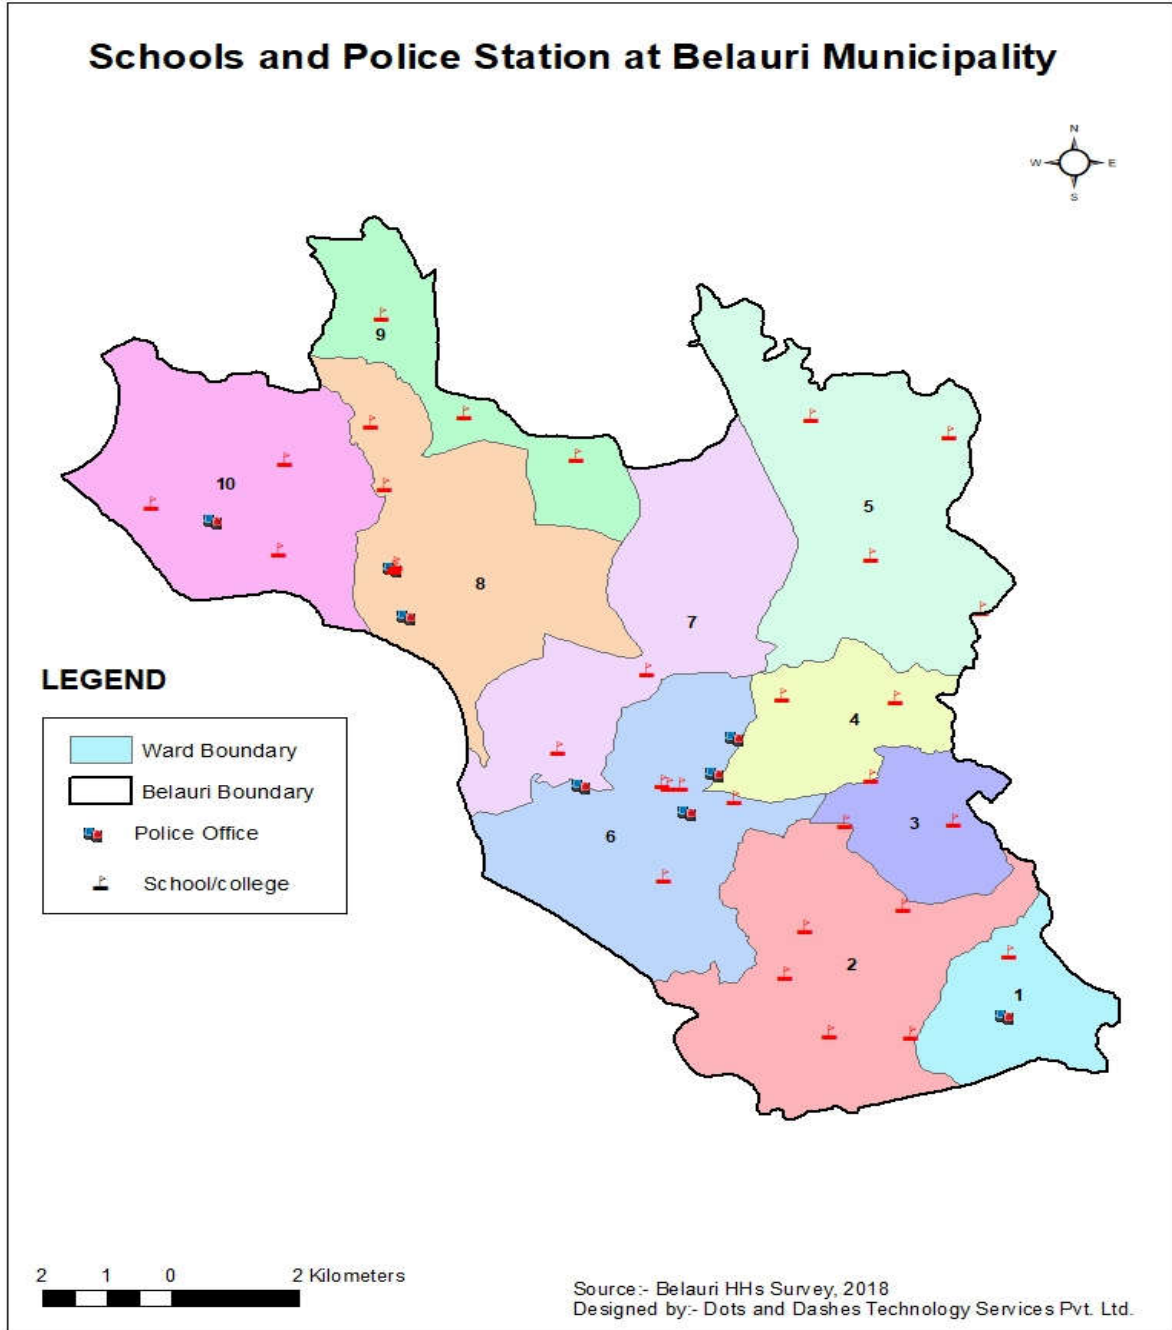 Schools and Police Station at Belauri Municipality
N
W E
S
9
10
5
8
7
4
6
3
2
1
LEGEND
Ward Boundary
Belauri Boundary
Police Office
School/college
2 1 0 2 Kilometers
Source:- Belauri HHs Survey, 2018
Designed by:- Dots and Dashes Technology Services Pvt. Ltd.